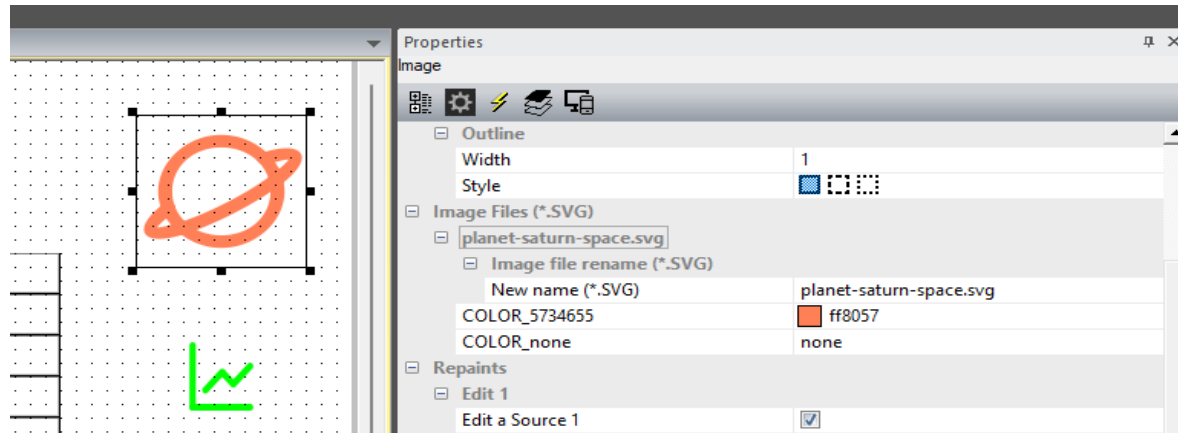 Properties
Image
Outline
Width 1
Style
Image Files (*.SVG)
planet-saturn-space.svg
Image file rename (*.SVG)
New name (*.SVG) planet-saturn-space.svg
COLOR_5734655 ff8057
COLOR_none none
Repaints
Edit 1
Edit a Source 1